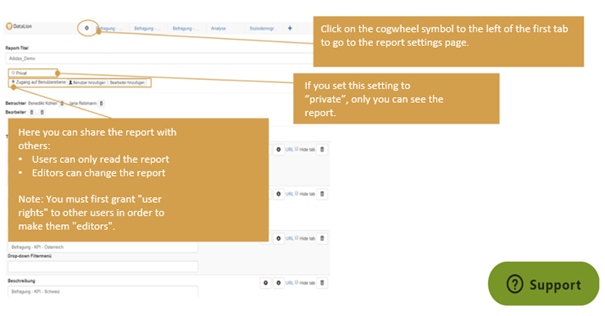 DataLion
Befragung ...
Befragung ...
Befragung ...
Analyse
Soziodemogr...
Click on the cogwheel symbol to the left of the first tab
to go to the report settings page.
Report-Titel
Adidas_Demo
Privat
Zugang auf Benutzerebene
Benutzer hinzufügen
Bearbeiter hinzufügen
If you set this setting to
“private”, only you can see the
report.
Betrachter Benedikt Köhler
Bearbeiter
Here you can share the report with
others:
• Users can only read the report
• Editors can change the report
Note: You must first grant "user
rights" to other users in order to
make them "editors".
URL Hide tab
URL Hide tab
URL Hide tab
Befragung - KPI - Österreich
Drop-down Filtermenü
Beschreibung
URL Hide tab
Befragung - KPI - Schweiz
Support